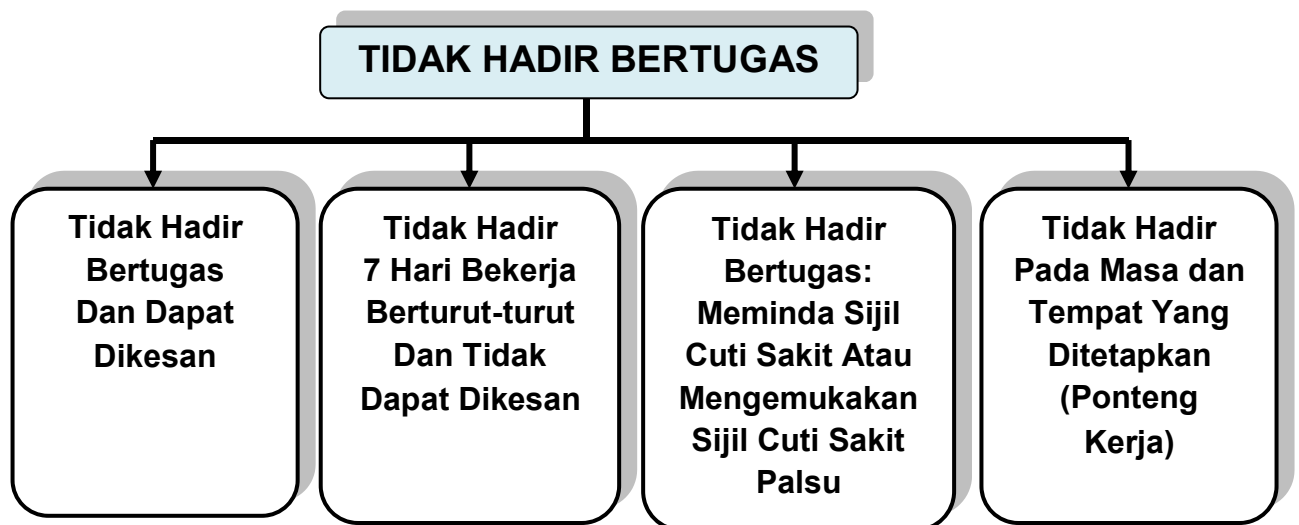 TIDAK HADIR BERTUGAS
Tidak Hadir
Bertugas
Dan Dapat
Dikesan
Tidak Hadir
7 Hari Bekerja
Berturut-turut
Dan Tidak
Dapat Dikesan
Tidak Hadir
Bertugas:
Meminda Sijil
Cuti Sakit Atau
Mengemukakan
Sijil Cuti Sakit
Palsu
Tidak Hadir
Pada Masa dan
Tempat Yang
Ditetapkan
(Ponteng
Kerja)